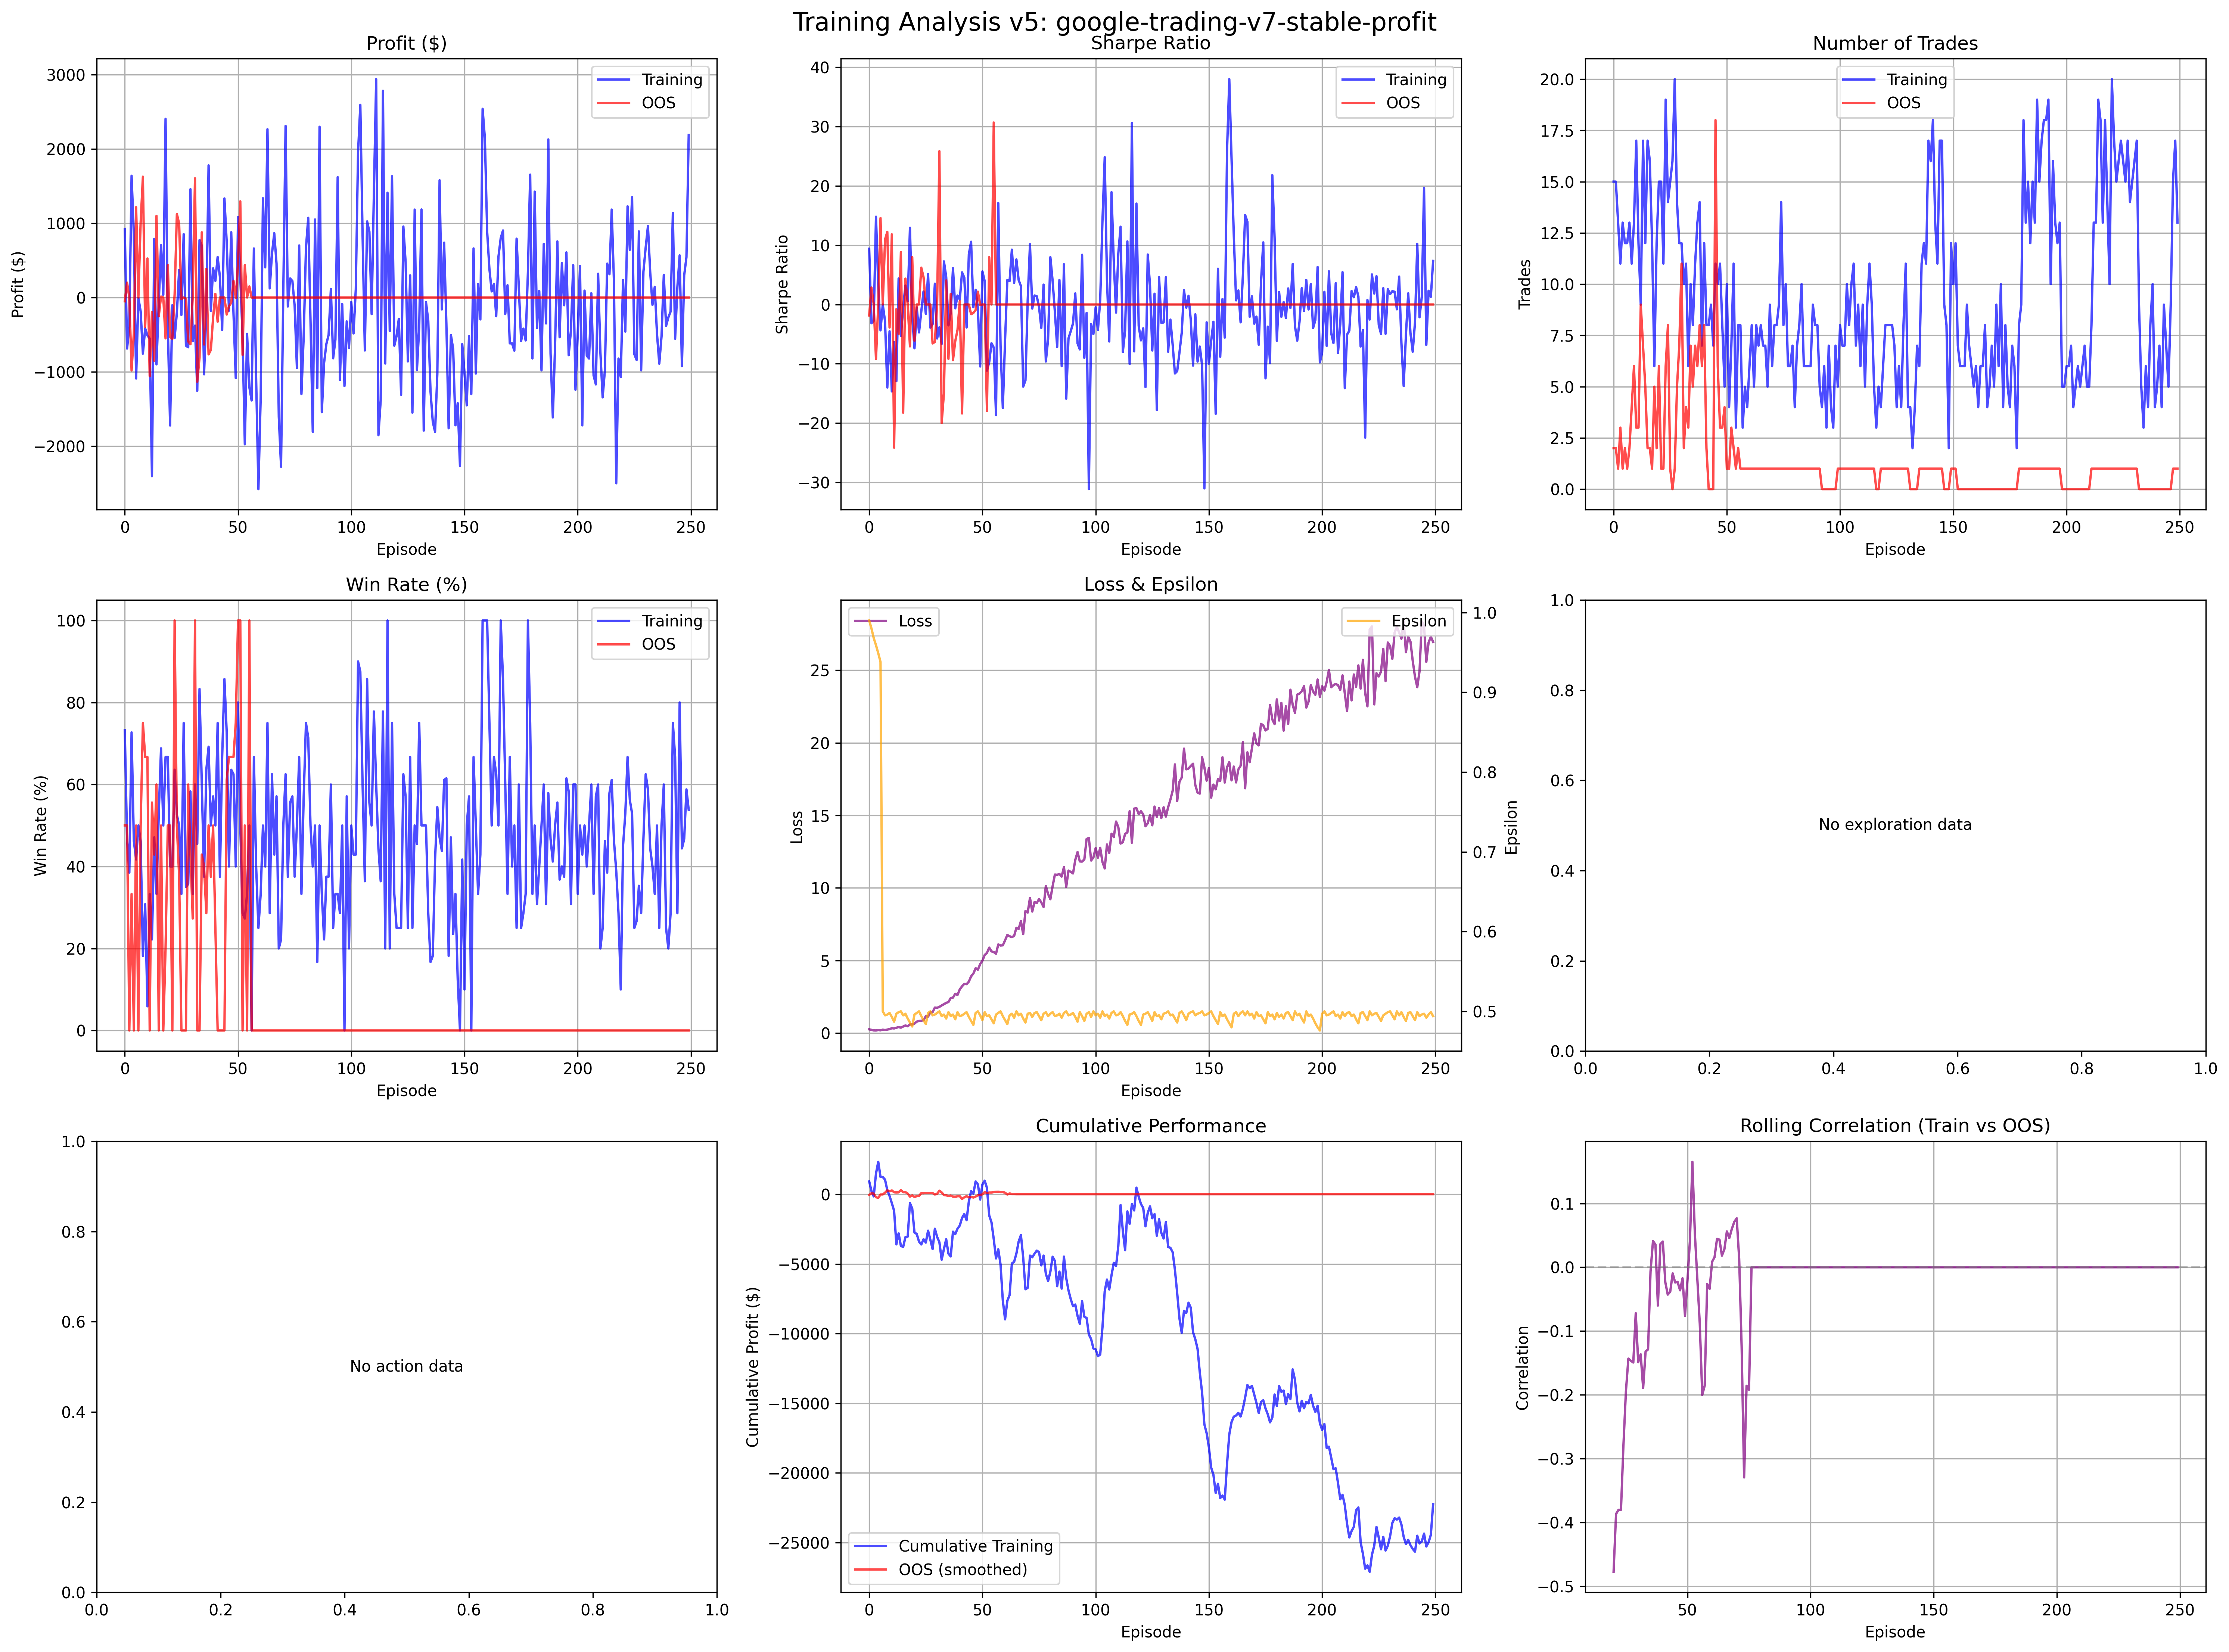 Training Analysis v5: google-trading-v7-stable-profit
Profit ($)
Training
OOS
3000
2000
1000
0
−1000
−2000
Profit ($)
0 50 100 150 200 250
Episode
Sharpe Ratio
Training
OOS
40
30
20
10
0
−10
−20
−30
Sharpe Ratio
0 50 100 150 200 250
Episode
Number of Trades
Training
OOS
20.0
17.5
15.0
12.5
10.0
7.5
5.0
2.5
0.0
Trades
0 50 100 150 200 250
Episode
Win Rate (%)
Training
OOS
100
80
60
40
20
0
Win Rate (%)
0 50 100 150 200 250
Episode
Loss & Epsilon
Loss
Epsilon
25
20
15
10
5
0
Loss
1.0
0.9
0.8
0.7
0.6
0.5
Epsilon
0 50 100 150 200 250
Episode
1.0
0.8
0.6
0.4
0.2
0.0
No exploration data
0.0 0.2 0.4 0.6 0.8 1.0
1.0
0.8
0.6
0.4
0.2
0.0
No action data
0.0 0.2 0.4 0.6 0.8 1.0
Cumulative Performance
0
−5000
−10000
−15000
−20000
−25000
Cumulative Profit ($)
Cumulative Training
OOS (smoothed)
0 50 100 150 200 250
Episode
Rolling Correlation (Train vs OOS)
0.1
0.0
−0.1
−0.2
−0.3
−0.4
−0.5
Correlation
50 100 150 200 250
Episode